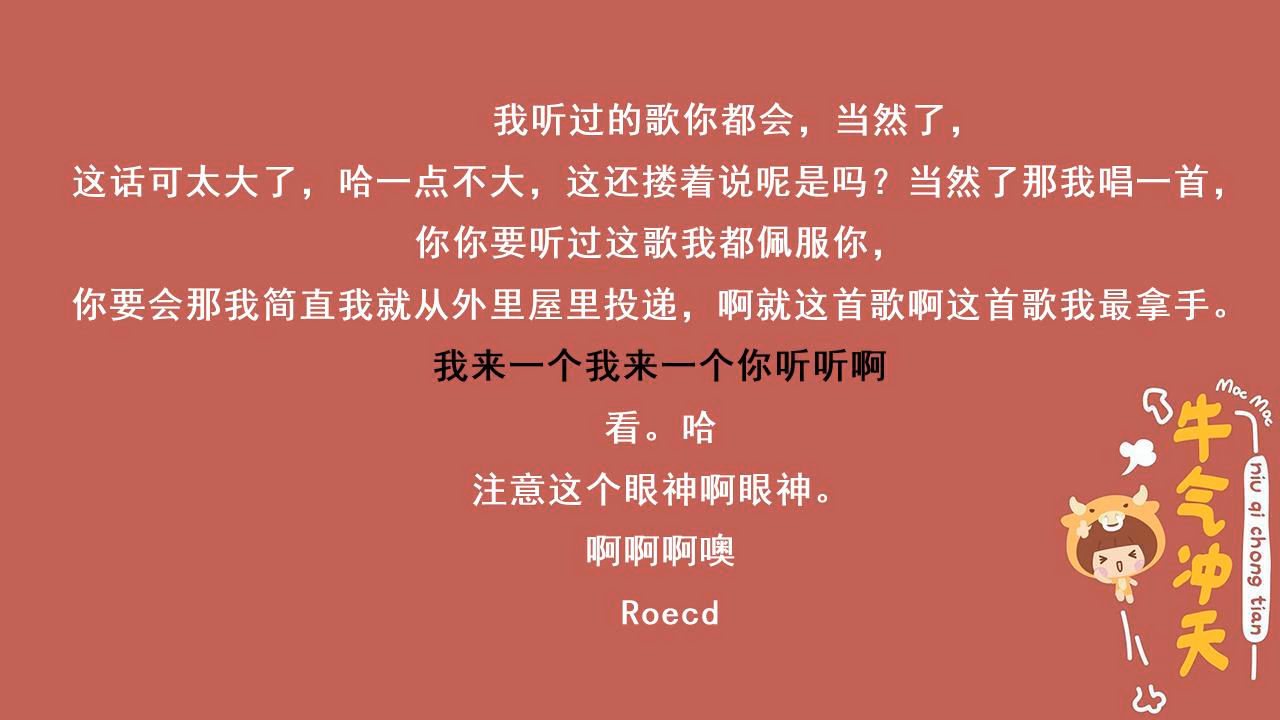 我听过的歌你都会，当然了，
这话可太大了，哈一点不大，这还搂着说呢是吗？当然了那我唱一首，
你你要听过这歌我都佩服你，
你要会那我简直我就从外里屋里投递，啊就这首歌啊这首歌我最拿手。
我来一个我来一个你听听啊
看。哈
注意这个眼神啊眼神。
啊啊啊噢
Roecd
Moc Moc
牛气冲天
niu qi chong tian